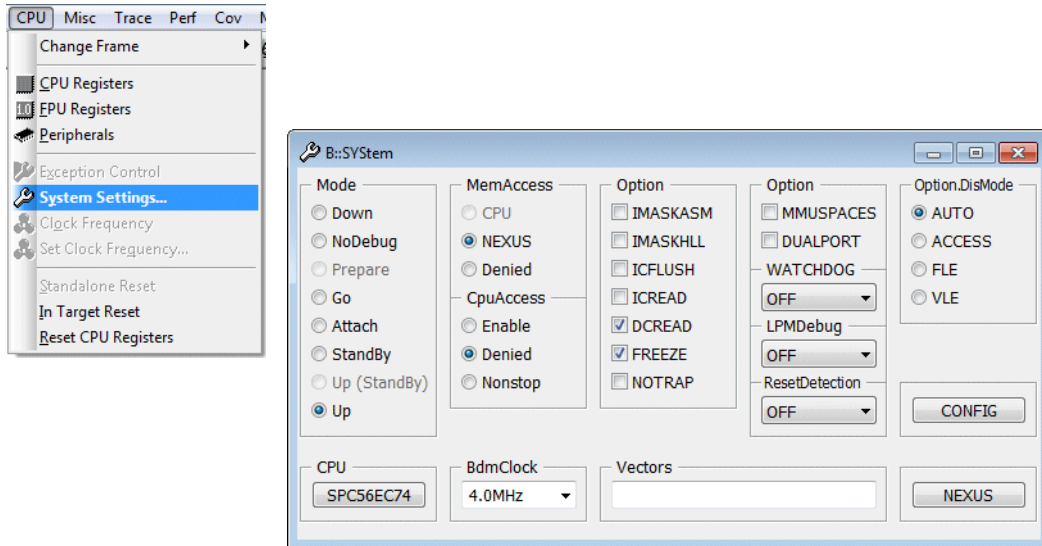 CPU Misc Trace Perf Cov
Change Frame
CPU Registers
FPU Registers
Peripherals
Exception Control
System Settings...
Clock Frequency
Set Clock Frequency...
Standalone Reset
In Target Reset
Reset CPU Registers
B::SYStem
Mode
Down
NoDebug
Prepare
Go
Attach
StandBy
Up (StandBy)
Up
MemAccess
CPU
NEXUS
Denied
CpuAccess
Enable
Denied
Nonstop
Option
IMASKASM
IMASKHLL
ICFLUSH
ICREAD
DCREAD
FREEZE
NOTRAP
Option
MMUSPACES
DUALPORT
WATCHDOG
OFF
LPMDebug
OFF
ResetDetection
OFF
Option.DisMode
AUTO
ACCESS
FLE
VLE
CONFIG
CPU
SPC56EC74
BdmClock
4.0MHz
Vectors
NEXUS